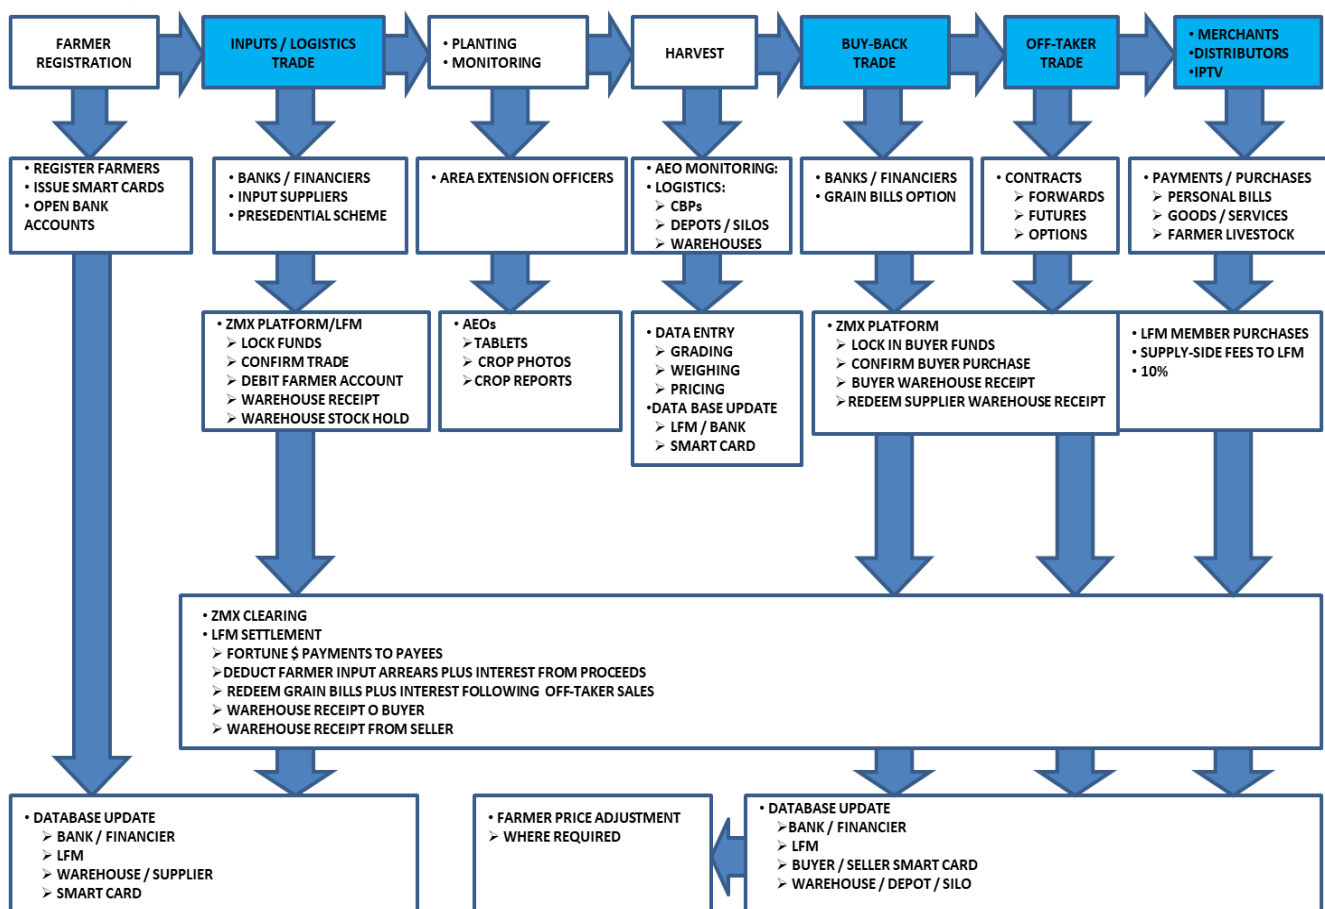 FARMER
REGISTRATION
INPUTS / LOGISTICS
TRADE
• PLANTING
• MONITORING
HARVEST
BUY-BACK
TRADE
OFF-TAKER
TRADE
• MERCHANTS
• DISTRIBUTORS
• IPTV
• REGISTER FARMERS
• ISSUE SMART CARDS
• OPEN BANK
ACCOUNTS
• BANKS / FINANCIERS
• INPUT SUPPLIERS
• PRESEDENTIAL SCHEME
• AREA EXTENSION OFFICERS
• AEO MONITORING:
• LOGISTICS:
➢ CBPs
➢ DEPOTS / SILOS
➢ WAREHOUSES
• BANKS / FINANCIERS
• GRAIN BILLS OPTION
• CONTRACTS
➢ FORWARDS
➢ FUTURES
➢ OPTIONS
• PAYMENTS / PURCHASES
➢ PERSONAL BILLS
➢ GOODS / SERVICES
➢ FARMER LIVESTOCK
• ZMX PLATFORM/LFM
➢ LOCK FUNDS
➢ CONFIRM TRADE
➢ DEBIT FARMER ACCOUNT
➢ WAREHOUSE RECEIPT
➢ WAREHOUSE STOCK HOLD
• AEOs
➢ TABLETS
➢ CROP PHOTOS
➢ CROP REPORTS
• DATA ENTRY
➢ GRADING
➢ WEIGHING
➢ PRICING
• DATA BASE UPDATE
➢ LFM / BANK
➢ SMART CARD
• ZMX PLATFORM
➢ LOCK IN BUYER FUNDS
➢ CONFIRM BUYER PURCHASE
➢ BUYER WAREHOUSE RECEIPT
➢ REDEEM SUPPLIER WAREHOUSE RECEIPT
• LFM MEMBER PURCHASES
• SUPPLY-SIDE FEES TO LFM
• 10%
• ZMX CLEARING
• LFM SETTLEMENT
➢ FORTUNE $ PAYMENTS TO PAYEES
➢ DEDUCT FARMER INPUT ARREARS PLUS INTEREST FROM PROCEEDS
➢ REDEEM GRAIN BILLS PLUS INTEREST FOLLOWING OFF-TAKER SALES
➢ WAREHOUSE RECEIPT O BUYER
➢ WAREHOUSE RECEIPT FROM SELLER
• DATABASE UPDATE
➢ BANK / FINANCIER
➢ LFM
➢ WAREHOUSE / SUPPLIER
➢ SMART CARD
• FARMER PRICE ADJUSTMENT
➢ WHERE REQUIRED
• DATABASE UPDATE
➢ BANK / FINANCIER
➢ LFM
➢ BUYER / SELLER SMART CARD
➢ WAREHOUSE / DEPOT / SILO